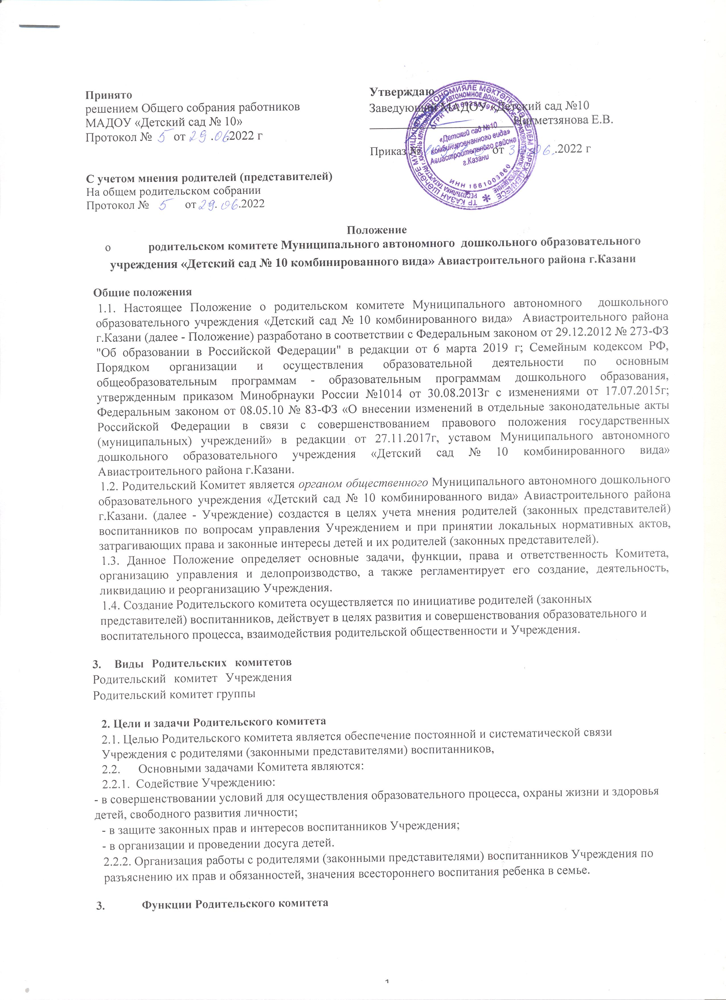 Принято
решением Общего собрания работников
МАДОУ «Детский сад № 10»
Протокол № 5 от 29.06.2022 г
Утверждаю
Заведующий МАДОУ «Детский сад №10
Нигметзянова Е.В.
Приказ № от 06.2022 г
«Детский сад №10
комбинированного вида»
Авиастроительного района
г.Казани
ИНН 1661003860
С учетом мнения родителей (представителей)
На общем родительском собрании
Протокол № 5 от 29.06.2022
Положение
о родительском комитете Муниципального автономного дошкольного образовательного
учреждения «Детский сад № 10 комбинированного вида» Авиастроительного района г.Казани
Общие положения
1.1. Настоящее Положение о родительском комитете Муниципального автономного дошкольного
образовательного учреждения «Детский сад № 10 комбинированного вида» Авиастроительного района
г.Казани (далее - Положение) разработано в соответствии с Федеральным законом от 29.12.2012 № 273-ФЗ
"Об образовании в Российской Федерации" в редакции от 6 марта 2019 г; Семейным кодексом РФ,
Порядком организации и осуществления образовательной деятельности по основным
общеобразовательным программам - образовательным программам дошкольного образования,
утвержденным приказом Минобрнауки России №1014 от 30.08.2013г с изменениями от 17.07.2015г;
Федеральным законом от 08.05.10 № 83-ФЗ «О внесении изменений в отдельные законодательные акты
Российской Федерации в связи с совершенствованием правового положения государственных
(муниципальных) учреждений» в редакции от 27.11.2017г, уставом Муниципального автономного
дошкольного образовательного учреждения «Детский сад № 10 комбинированного вида»
Авиастроительного района г.Казани.
1.2. Родительский Комитет является органом общественного Муниципального автономного дошкольного
образовательного учреждения «Детский сад № 10 комбинированного вида» Авиастроительного района
г.Казани. (далее - Учреждение) создастся в целях учета мнения родителей (законных представителей)
воспитанников по вопросам управления Учреждением и при принятии локальных нормативных актов,
затрагивающих права и законные интересы детей и их родителей (законных представителей).
1.3. Данное Положение определяет основные задачи, функции, права и ответственность Комитета,
организацию управления и делопроизводство, а также регламентирует его создание, деятельность,
ликвидацию и реорганизацию Учреждения.
1.4. Создание Родительского комитета осуществляется по инициативе родителей (законных
представителей) воспитанников, действует в целях развития и совершенствования образовательного и
воспитательного процесса, взаимодействия родительской общественности и Учреждения.
3. Виды Родительских комитетов
Родительский комитет Учреждения
Родительский комитет группы
2. Цели и задачи Родительского комитета
2.1. Целью Родительского комитета является обеспечение постоянной и систематической связи
Учреждения с родителями (законными представителями) воспитанников,
2.2. Основными задачами Комитета являются:
2.2.1. Содействие Учреждению:
- в совершенствовании условий для осуществления образовательного процесса, охраны жизни и здоровья
детей, свободного развития личности;
- в защите законных прав и интересов воспитанников Учреждения;
- в организации и проведении досуга детей.
2.2.2. Организация работы с родителями (законными представителями) воспитанников Учреждения по
разъяснению их прав и обязанностей, значения всестороннего воспитания ребенка в семье.
3. Функции Родительского комитета
1